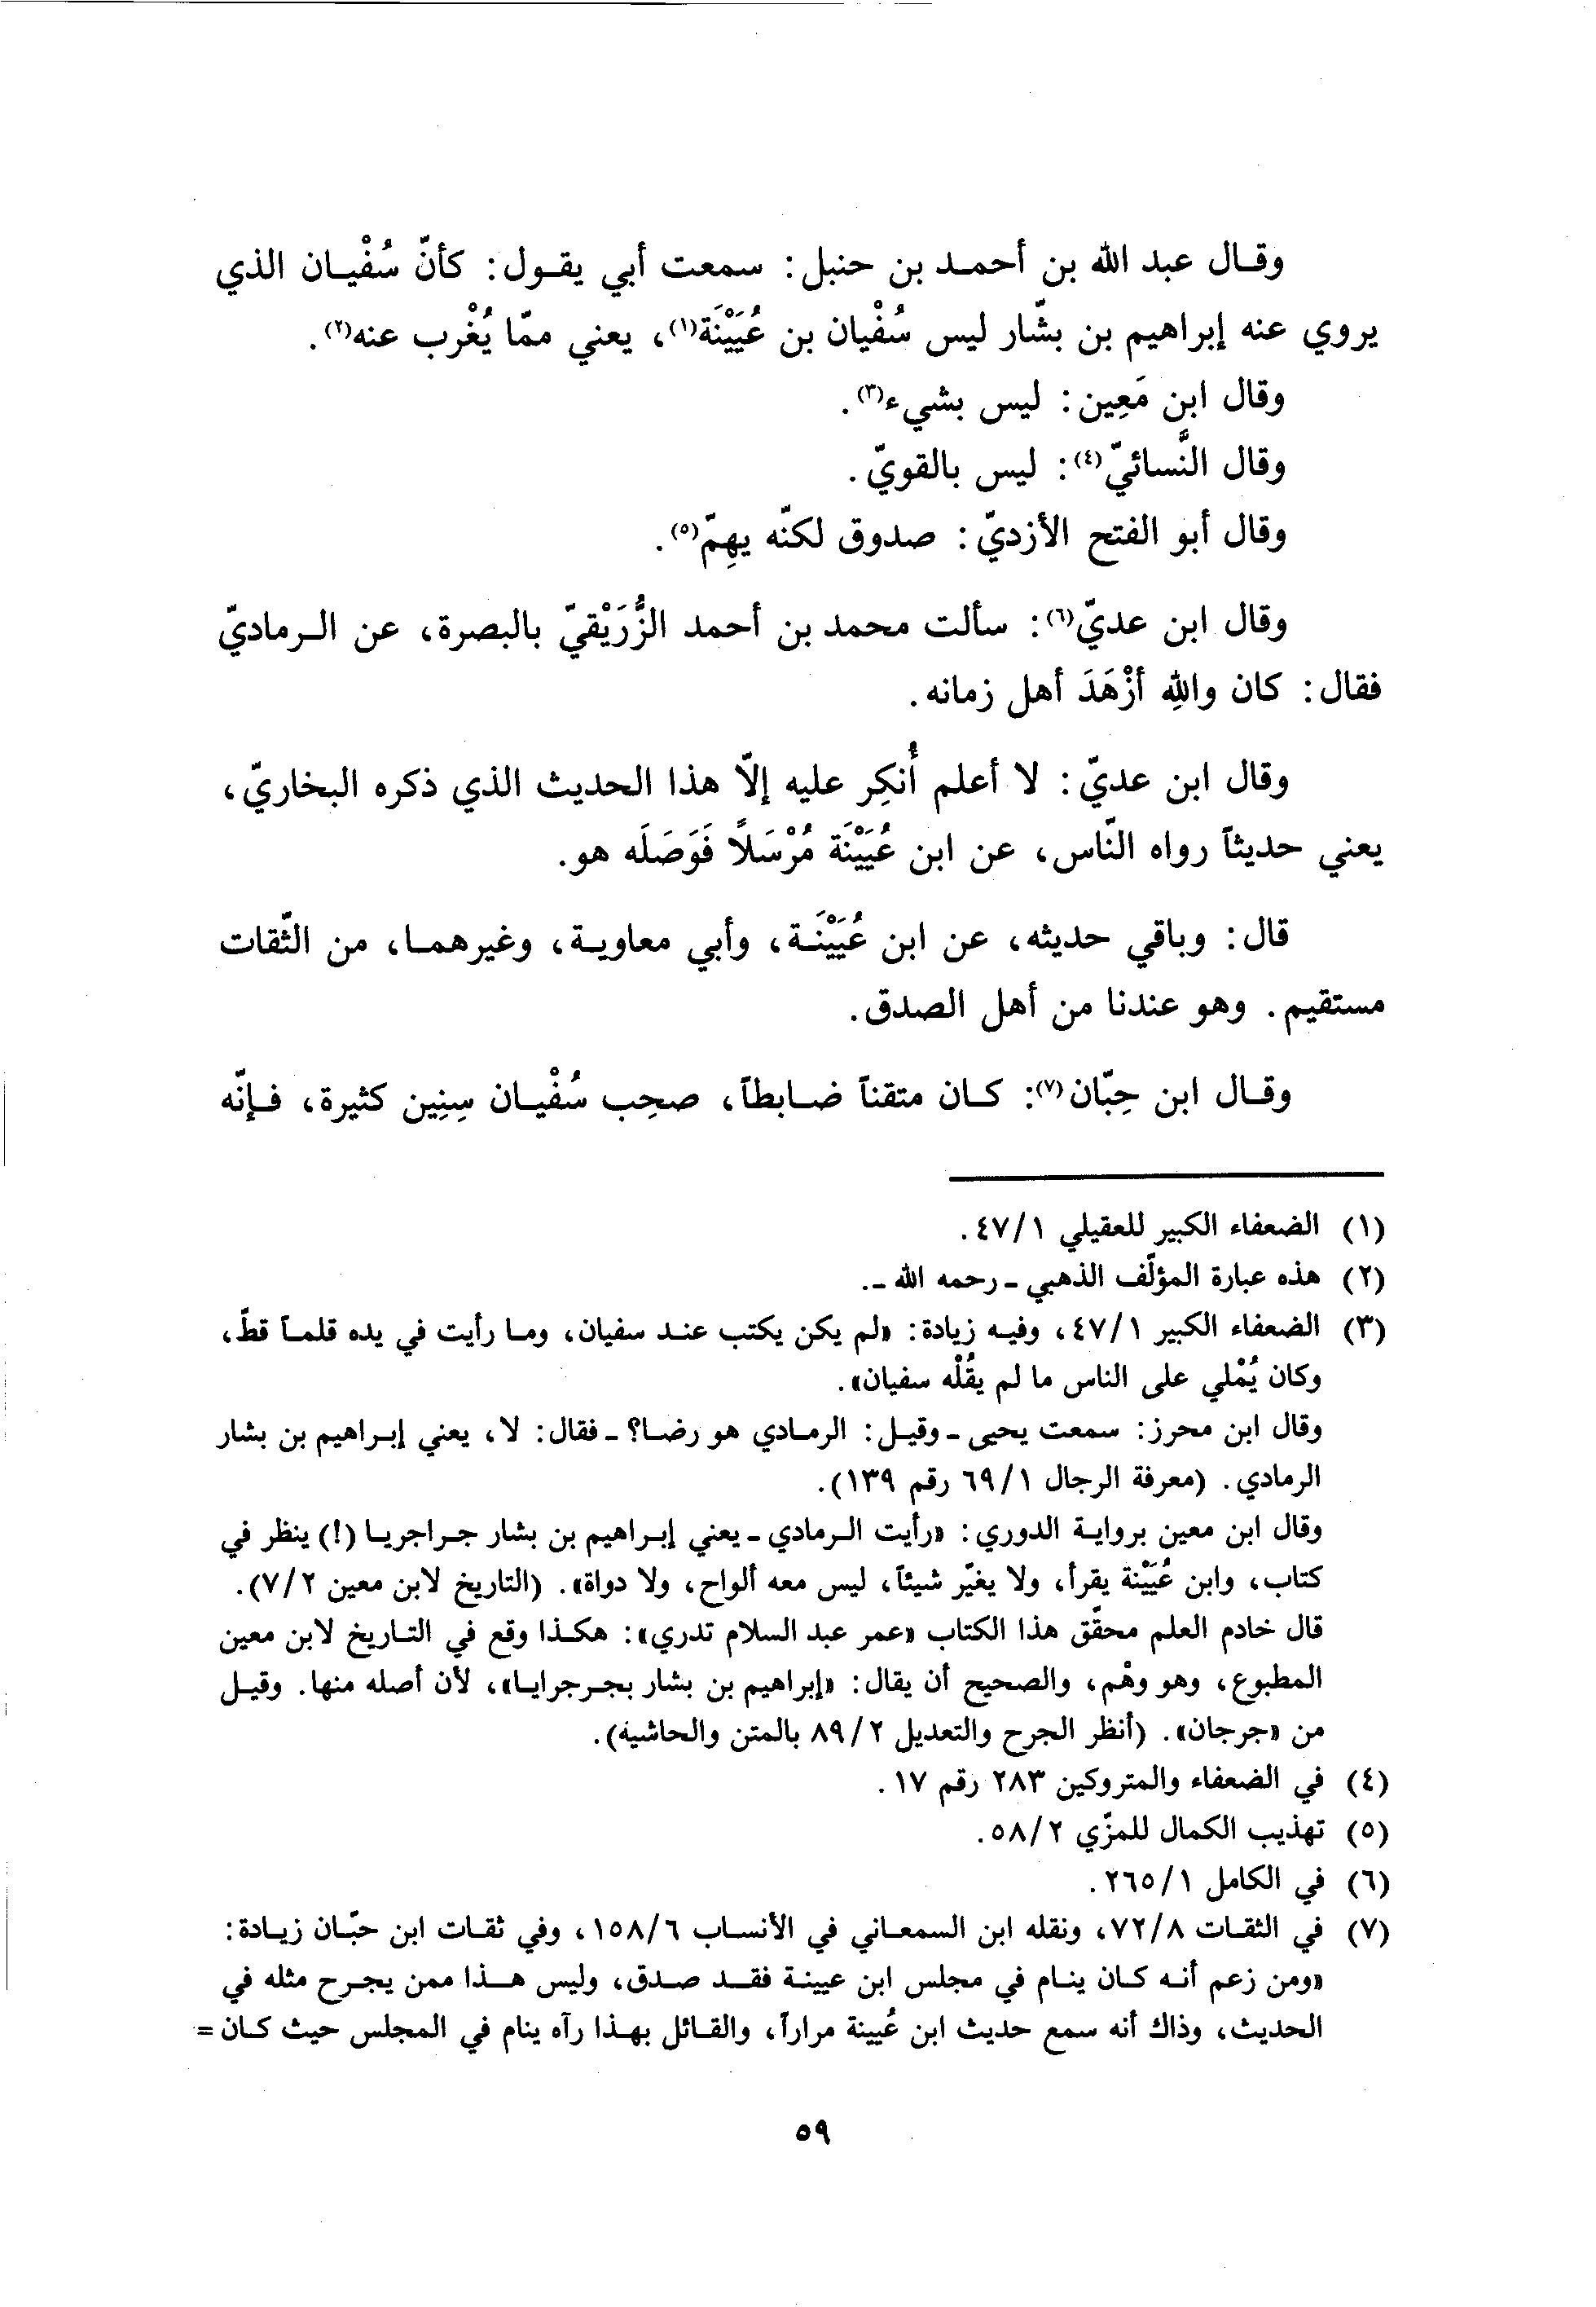 وقال عبد الله بن أحمد بن حنبل: سمعت أبي يقول: كأنّ سُفْيان الذي
يروي عنه إبراهيم بن بشّار ليس سُفْيان بن عُيَيْنَة(١)، يعني ممّا يُغْرب عنه(٢).
وقال ابن مَعِين: ليس بشيء(٣).
وقال النَّسائيّ(٤): ليس بالقويّ.
وقال أبو الفتح الأزديّ: صدوق لكنّه يهِمّ(٥).
وقال ابن عديّ(٦): سألت محمد بن أحمد الزُّرَيْقيّ بالبصرة، عن الرماديّ
فقال: كان واللهِ أزْهَدَ أهل زمانه.
وقال ابن عديّ: لا أعلم أُنكِر عليه إلّا هذا الحديث الذي ذكره البخاريّ،
يعني حديثاً رواه النّاس، عن ابن عُيَيْنَة مُرْسَلاً فَوَصَلَه هو.
قال: وباقي حديثه، عن ابن عُيَيْنَة، وأبي معاوية، وغيرهما، من الثّقات
مستقيم. وهو عندنا من أهل الصدق.
وقال ابن حِبّان(٧): كان متقناً ضابطاً، صحِب سُفْيان سِنِين كثيرة، فإنّه
(١) الضعفاء الكبير للعقيلي ٤٧/١.
(٢) هذه عبارة المؤلّف الذهبي ـ رحمه الله ـ.
(٣) الضعفاء الكبير ٤٧/١، وفيه زيادة: «لم يكن يكتب عند سفيان، وما رأيت في يده قلماً قطّ،
وكان يُمْلي على الناس ما لم يقُلْه سفيان».
وقال ابن محرز: سمعت يحيى ـ وقيل: الرمادي هو رضا؟ ـ فقال: لا، يعني إبراهيم بن بشار
الرمادي. (معرفة الرجال ٦٩/١ رقم ١٣٩).
وقال ابن معين برواية الدوري: «رأيت الرمادي ـ يعني إبراهيم بن بشار جراجريا (!) ينظر في
كتاب، وابن عُيَيْنة يقرأ، ولا يغيّر شيئاً، ليس معه ألواح، ولا دواة». (التاريخ لابن معين ٧/٢).
قال خادم العلم محقّق هذا الكتاب «عمر عبد السلام تدري»: هكذا وقع في التاريخ لابن معين
المطبوع، وهو وهْم، والصحيح أن يقال: «إبراهيم بن بشار بجرجرايا»، لأن أصله منها. وقيل
من «جرجان». (أنظر الجرح والتعديل ٨٩/٢ بالمتن والحاشية).
(٤) في الضعفاء والمتروكين ٢٨٣ رقم ١٧.
(٥) تهذيب الكمال للمزّي ٥٨/٢.
(٦) في الكامل ٢٦٥/١.
(٧) في الثقات ٧٢/٨، ونقله ابن السمعاني في الأنساب ١٥٨/٦، وفي ثقات ابن حبّان زيادة:
«ومن زعم أنه كان ينام في مجلس ابن عيينة فقد صدق، وليس هذا ممن يجرح مثله في
الحديث، وذاك أنه سمع حديث ابن عُيينة مراراً، والقائل بهذا رآه ينام في المجلس حيث كان =
٥٩